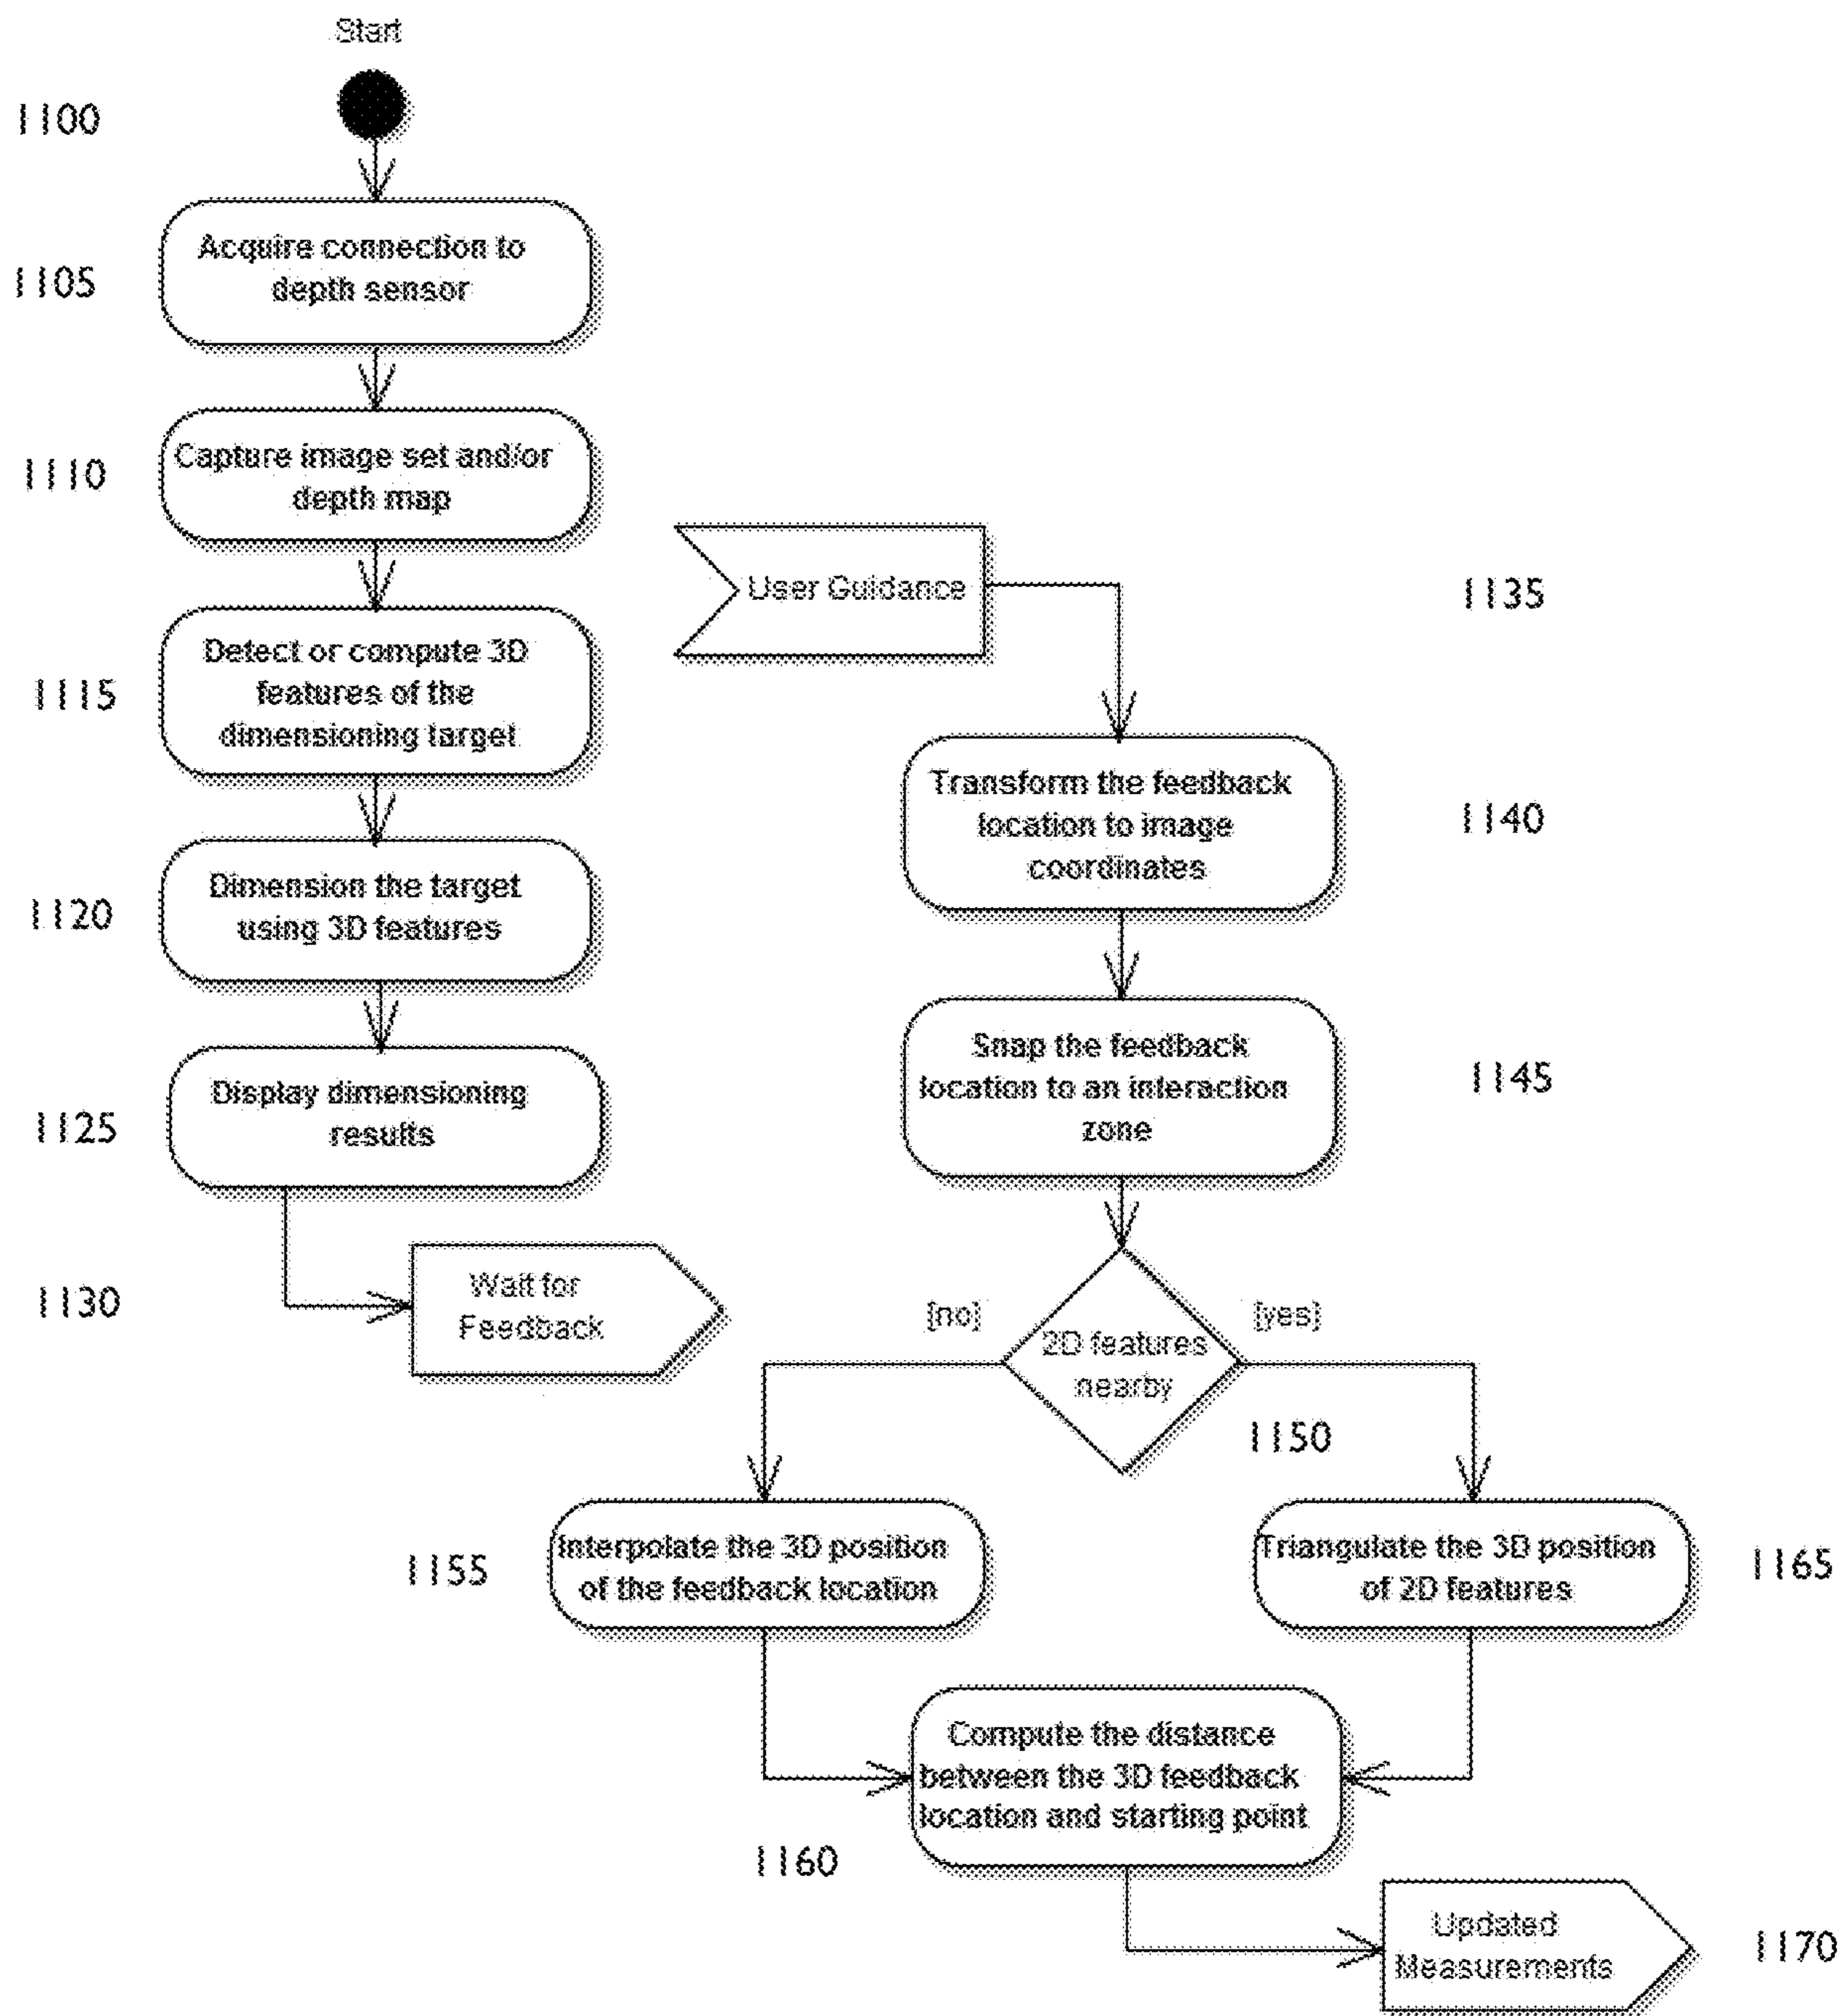 Start
1100
Acquire connection to
depth sensor
1105
Capture image set and/or
depth map
1110
Detect or compute 3D
features of the
dimensioning target
1115
Dimension the target
using 3D features
1120
Display dimensioning
results
1125
Wait for
Feedback
1130
User Guidance
1135
Transform the feedback
location to image
coordinates
1140
Snap the feedback
location to an interaction
zone
1145
[no]
[yes]
2D features
nearby
1150
Interpolate the 3D position
of the feedback location
1155
Triangulate the 3D position
of 2D features
1165
Compute the distance
between the 3D feedback
location and starting point
1160
Updated
Measurements
1170